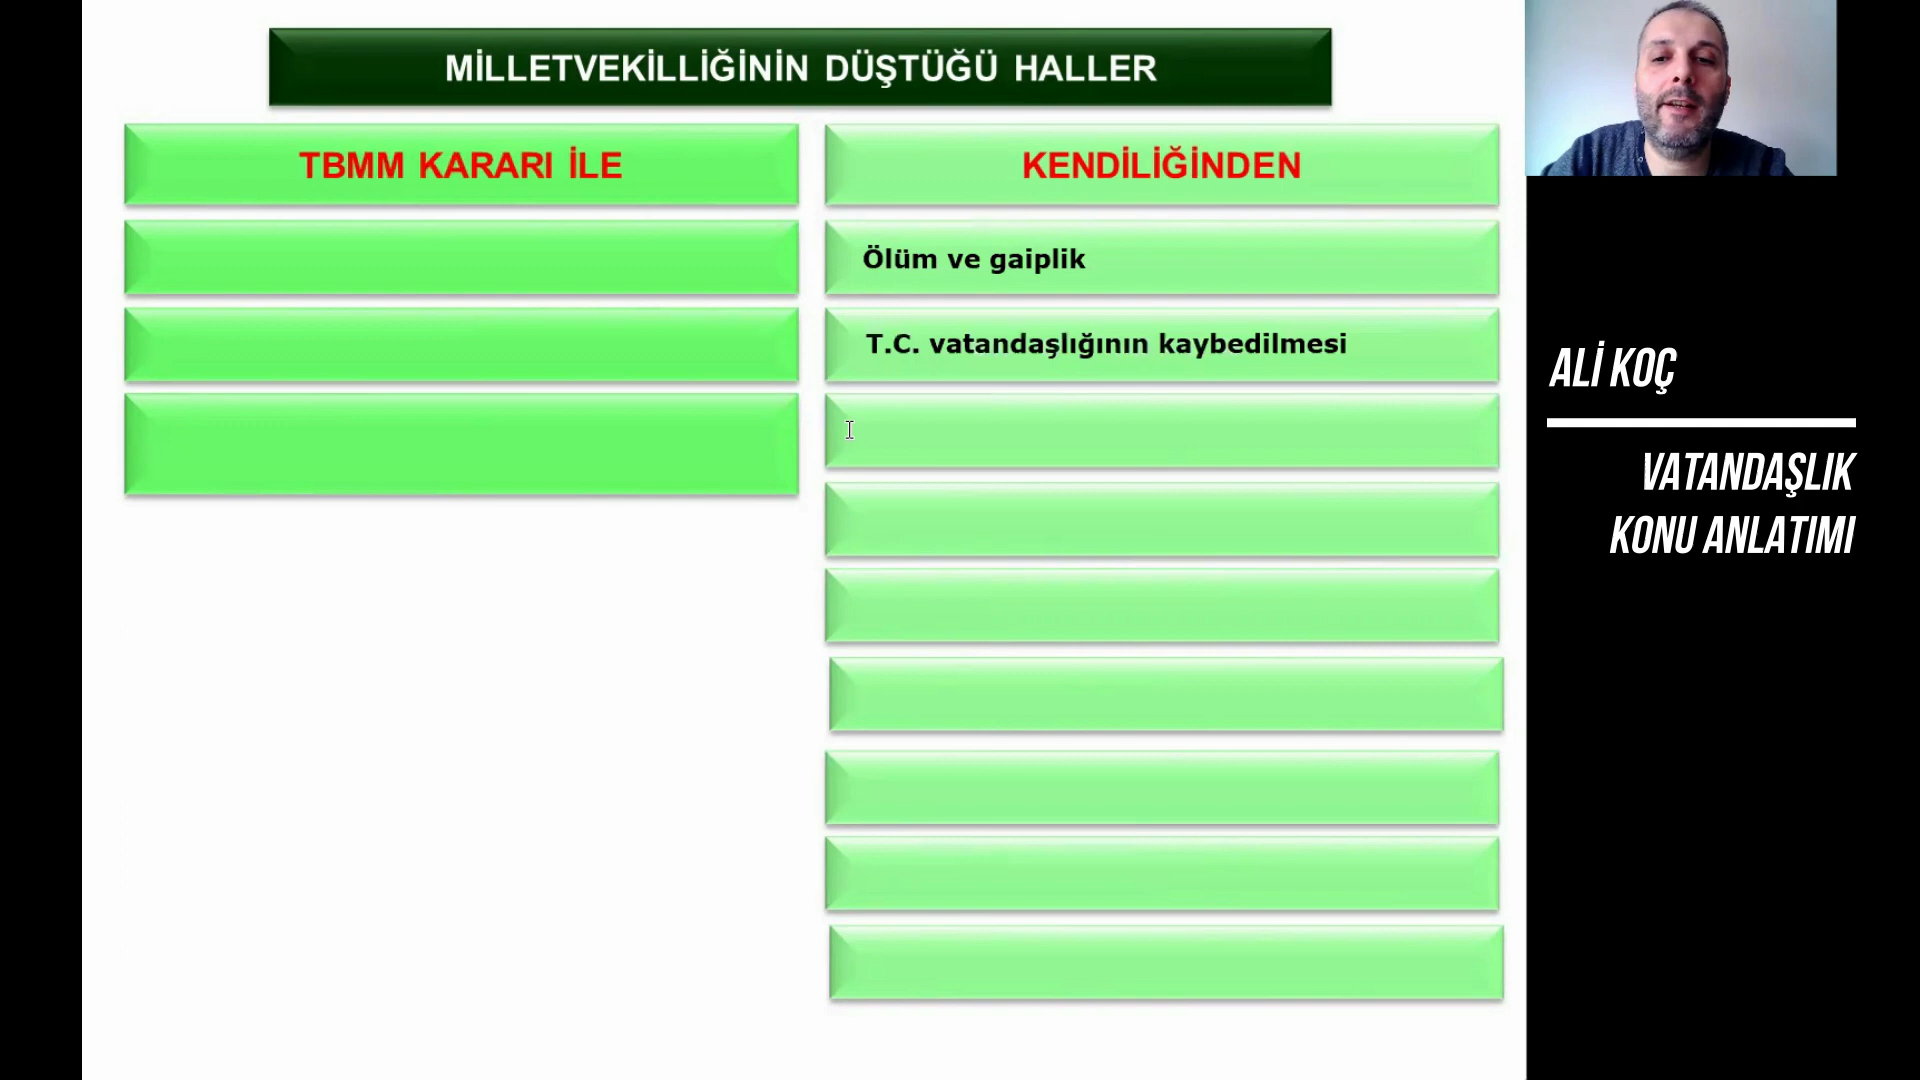 MİLLETVEKİLLİĞİNİN DÜŞTÜĞÜ HALLER
TBMM KARARI İLE
KENDİLİĞİNDEN
Ölüm ve gaiplik
T.C. vatandaşlığının kaybedilmesi
ALİ KOÇ
VATANDAŞLIK
KONU ANLATIMI